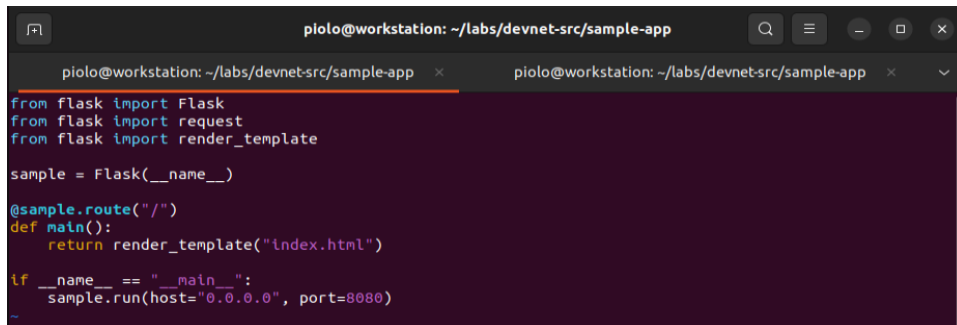 piolo@workstation: ~/labs/devnet-src/sample-app
piolo@workstation: ~/labs/devnet-src/sample-app × piolo@workstation: ~/labs/devnet-src/sample-app ×
from flask import Flask
from flask import request
from flask import render_template

sample = Flask(__name__)

@sample.route("/")
def main():
    return render_template("index.html")

if __name__ == "__main__":
    sample.run(host="0.0.0.0", port=8080)
~